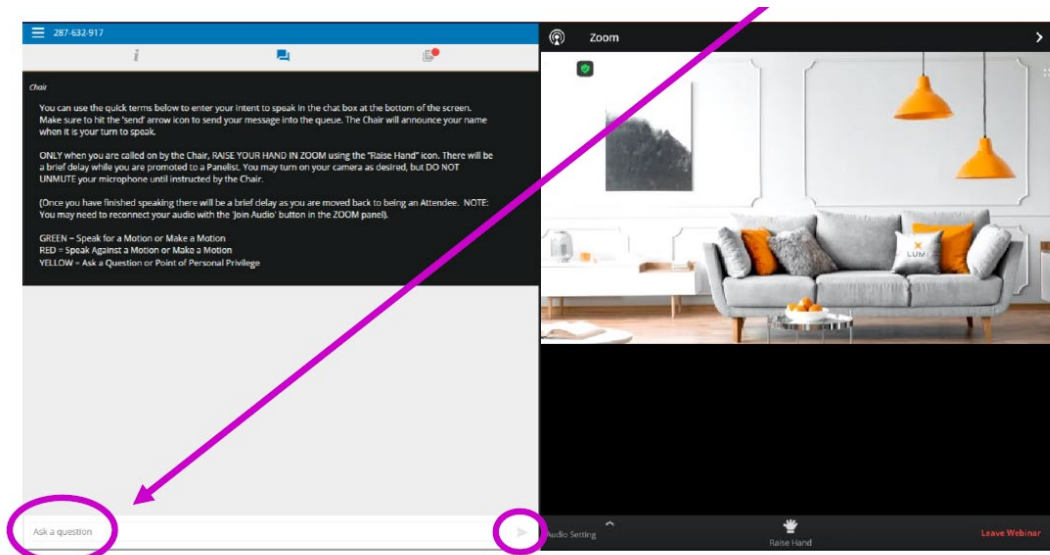 287-632-917
i
Chair
You can use the quick terms below to enter your intent to speak in the chat box at the bottom of the screen.
Make sure to hit the 'send' arrow icon to send your message into the queue. The Chair will announce your name
when it is your turn to speak.
ONLY when you are called on by the Chair, RAISE YOUR HAND IN ZOOM using the "Raise Hand" icon. There will be
a brief delay while you are promoted to a Panelist. You may turn on your camera as desired, but DO NOT
UNMUTE your microphone until instructed by the Chair.
(Once you have finished speaking there will be a brief delay as you are moved back to being an Attendee. NOTE:
You may need to reconnect your audio with the 'Join Audio' button in the ZOOM panel).
GREEN = Speak for a Motion or Make a Motion
RED = Speak Against a Motion or Make a Motion
YELLOW = Ask a Question or Point of Personal Privilege
Ask a question
Zoom
LUMI
Audio Setting
Raise Hand
Leave Webinar